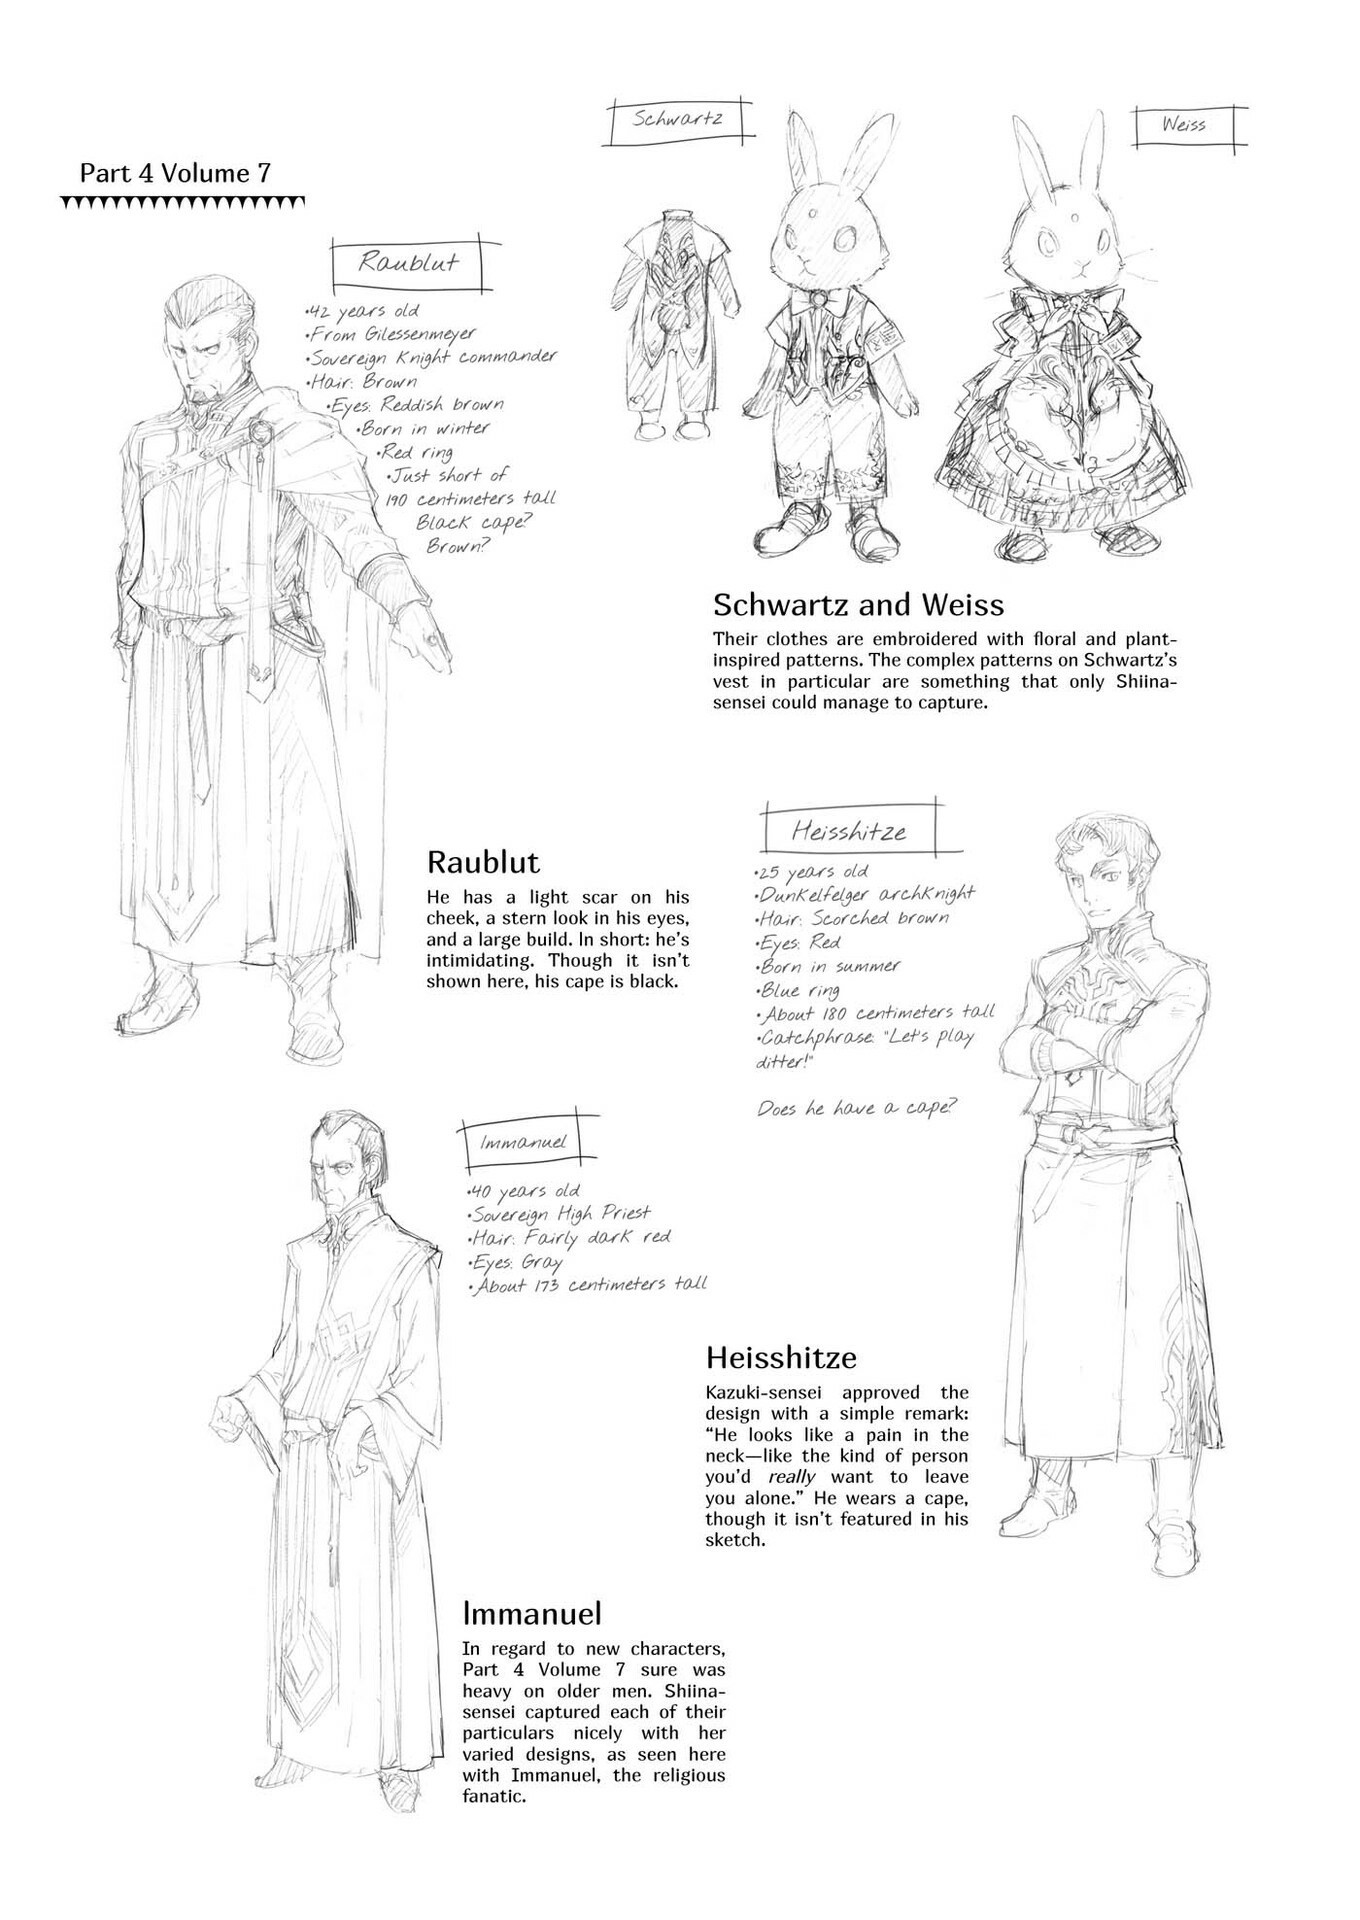 Part 4 Volume 7
Raublut
•42 years old
•From Gilessenmeyer
•Sovereign Knight commander
•Hair: Brown
•Eyes: Reddish brown
•Born in winter
•Red ring
•Just short of
190 centimeters tall
Black cape?
Brown?
Raublut
He has a light scar on his
cheek, a stern look in his eyes,
and a large build. In short: he's
intimidating. Though it isn't
shown here, his cape is black.
Schwartz
Weiss
Schwartz and Weiss
Their clothes are embroidered with floral and plant-
inspired patterns. The complex patterns on Schwartz's
vest in particular are something that only Shiina-
sensei could manage to capture.
Heisshitze
•25 years old
•Dunkelfelger archknight
•Hair: Scorched brown
•Eyes: Red
•Born in summer
•Blue ring
•About 180 centimeters tall
•Catchphrase: "Let's play
ditter!"
Does he have a cape?
Heisshitze
Kazuki-sensei approved the
design with a simple remark:
“He looks like a pain in the
neck—like the kind of person
you'd really want to leave
you alone.” He wears a cape,
though it isn't featured in his
sketch.
Immanuel
•40 years old
•Sovereign High Priest
•Hair: Fairly dark red
•Eyes: Gray
•About 173 centimeters tall
Immanuel
In regard to new characters,
Part 4 Volume 7 sure was
heavy on older men. Shiina-
sensei captured each of their
particulars nicely with her
varied designs, as seen here
with Immanuel, the religious
fanatic.